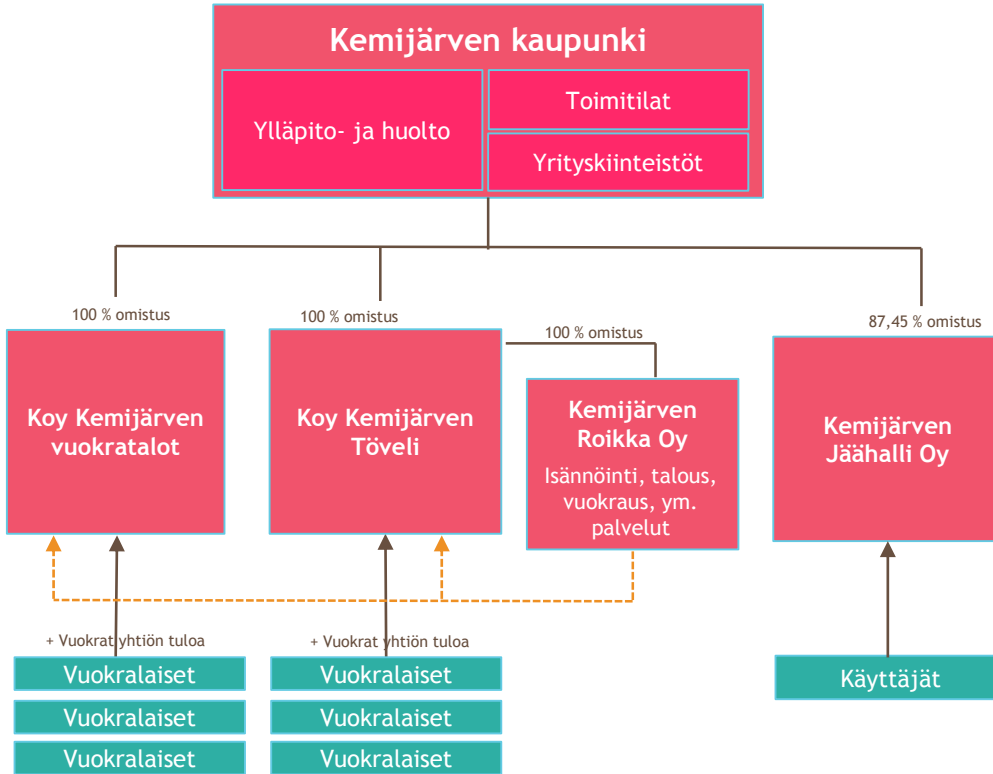 Kemijärven kaupunki
Ylläpito- ja huolto
Toimitilat
Yrityskiinteistöt
100 % omistus
100 % omistus
100 % omistus
87,45 % omistus
Koy Kemijärven
vuokratalot
Koy Kemijärven
Töveli
Kemijärven
Roikka Oy
Isännöinti, talous,
vuokraus, ym.
palvelut
Kemijärven
Jäähalli Oy
+ Vuokrat yhtiön tuloa
+ Vuokrat yhtiön tuloa
Vuokralaiset
Vuokralaiset
Käyttäjät
Vuokralaiset
Vuokralaiset
Vuokralaiset
Vuokralaiset